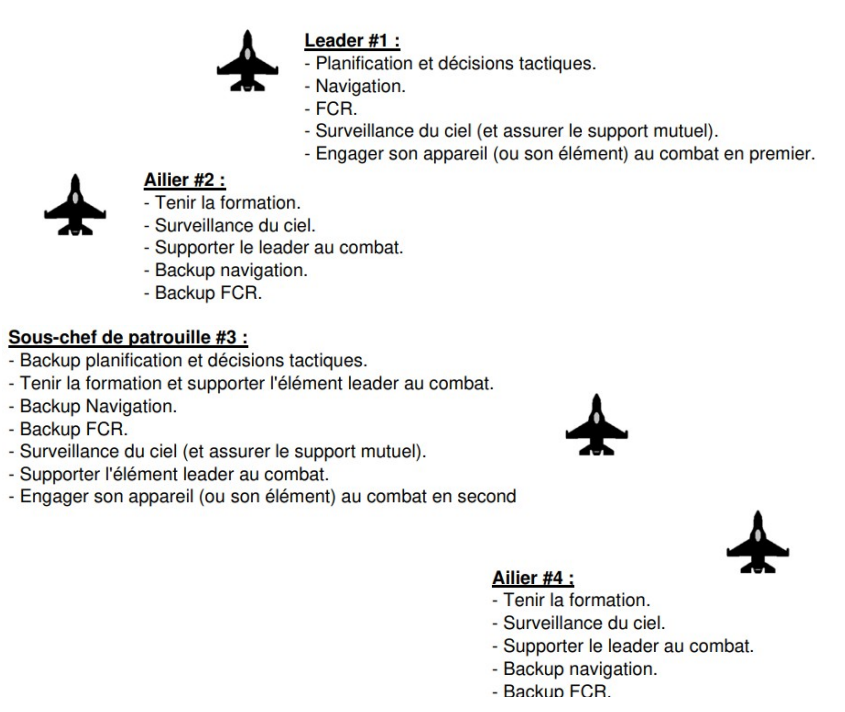 Leader #1 :
- Planification et décisions tactiques.
- Navigation.
- FCR.
- Surveillance du ciel (et assurer le support mutuel).
- Engager son appareil (ou son élément) au combat en premier.
Ailier #2 :
- Tenir la formation.
- Surveillance du ciel.
- Supporter le leader au combat.
- Backup navigation.
- Backup FCR.
Sous-chef de patrouille #3 :
- Backup planification et décisions tactiques.
- Tenir la formation et supporter l'élément leader au combat.
- Backup Navigation.
- Backup FCR.
- Surveillance du ciel (et assurer le support mutuel).
- Supporter l'élément leader au combat.
- Engager son appareil (ou son élément) au combat en second
Ailier #4 :
- Tenir la formation.
- Surveillance du ciel.
- Supporter le leader au combat.
- Backup navigation.
- Backup FCR.